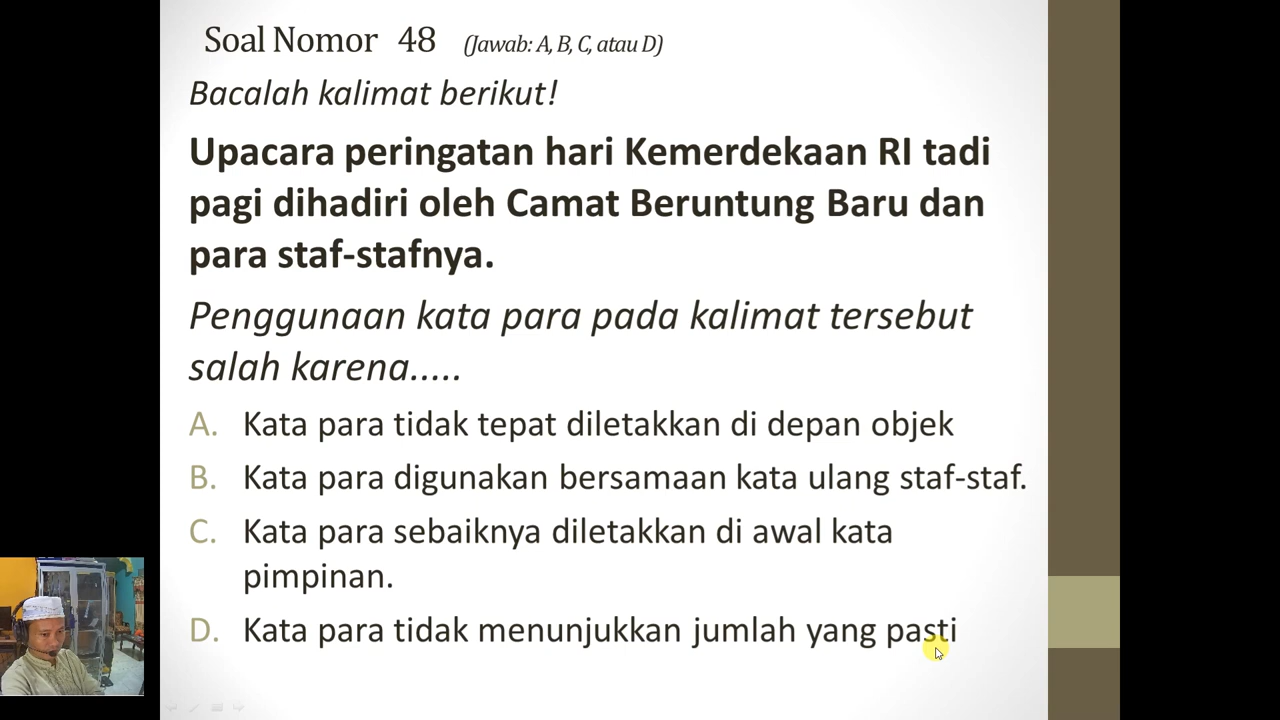 Soal Nomor 48 (Jawab: A, B, C, atau D)
Bacalah kalimat berikut!
Upacara peringatan hari Kemerdekaan RI tadi
pagi dihadiri oleh Camat Beruntung Baru dan
para staf-stafnya.
Penggunaan kata para pada kalimat tersebut
salah karena.....
A. Kata para tidak tepat diletakkan di depan objek
B. Kata para digunakan bersamaan kata ulang staf-staf.
C. Kata para sebaiknya diletakkan di awal kata
pimpinan.
D. Kata para tidak menunjukkan jumlah yang pasti